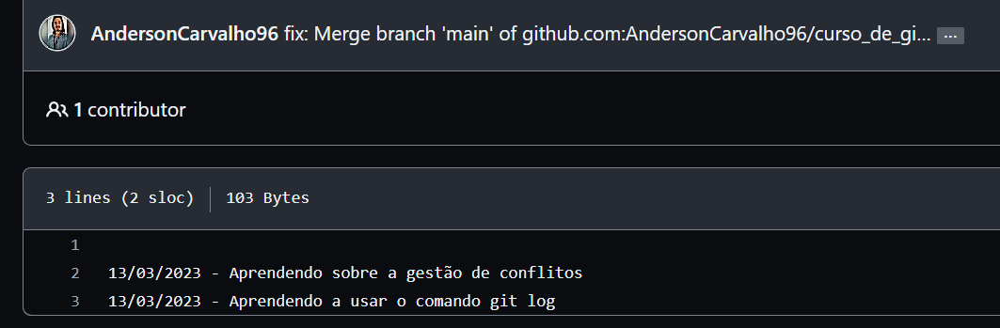 AndersonCarvalho96 fix: Merge branch 'main' of github.com:AndersonCarvalho96/curso_de_gi... ...
1 contributor
3 lines (2 sloc) 103 Bytes
1
2 13/03/2023 - Aprendendo sobre a gestão de conflitos
3 13/03/2023 - Aprendendo a usar o comando git log